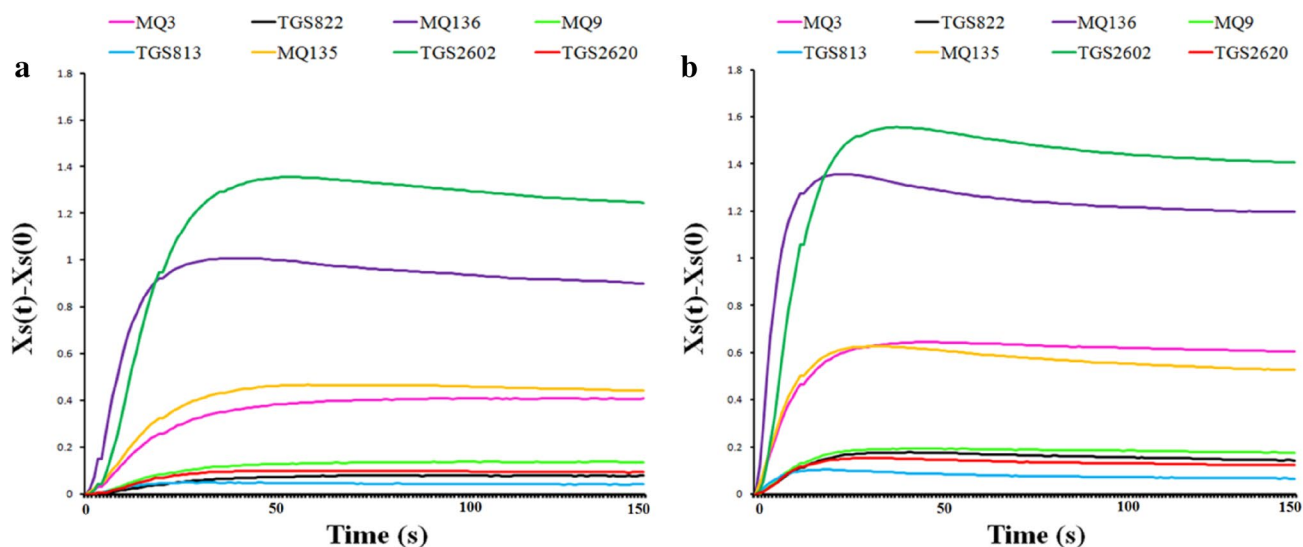 MQ3 TGS822 MQ136 MQ9
TGS813 MQ135 TGS2602 TGS2620
a
1.8
1.6
1.4
1.2
1
0.8
0.6
0.4
0.2
0
Xs(t)-Xs(0)
0 50 100 150
Time (s)
MQ3 TGS822 MQ136 MQ9
TGS813 MQ135 TGS2602 TGS2620
b
1.8
1.6
1.4
1.2
1
0.8
0.6
0.4
0.2
0
Xs(t)-Xs(0)
0 50 100 150
Time (s)